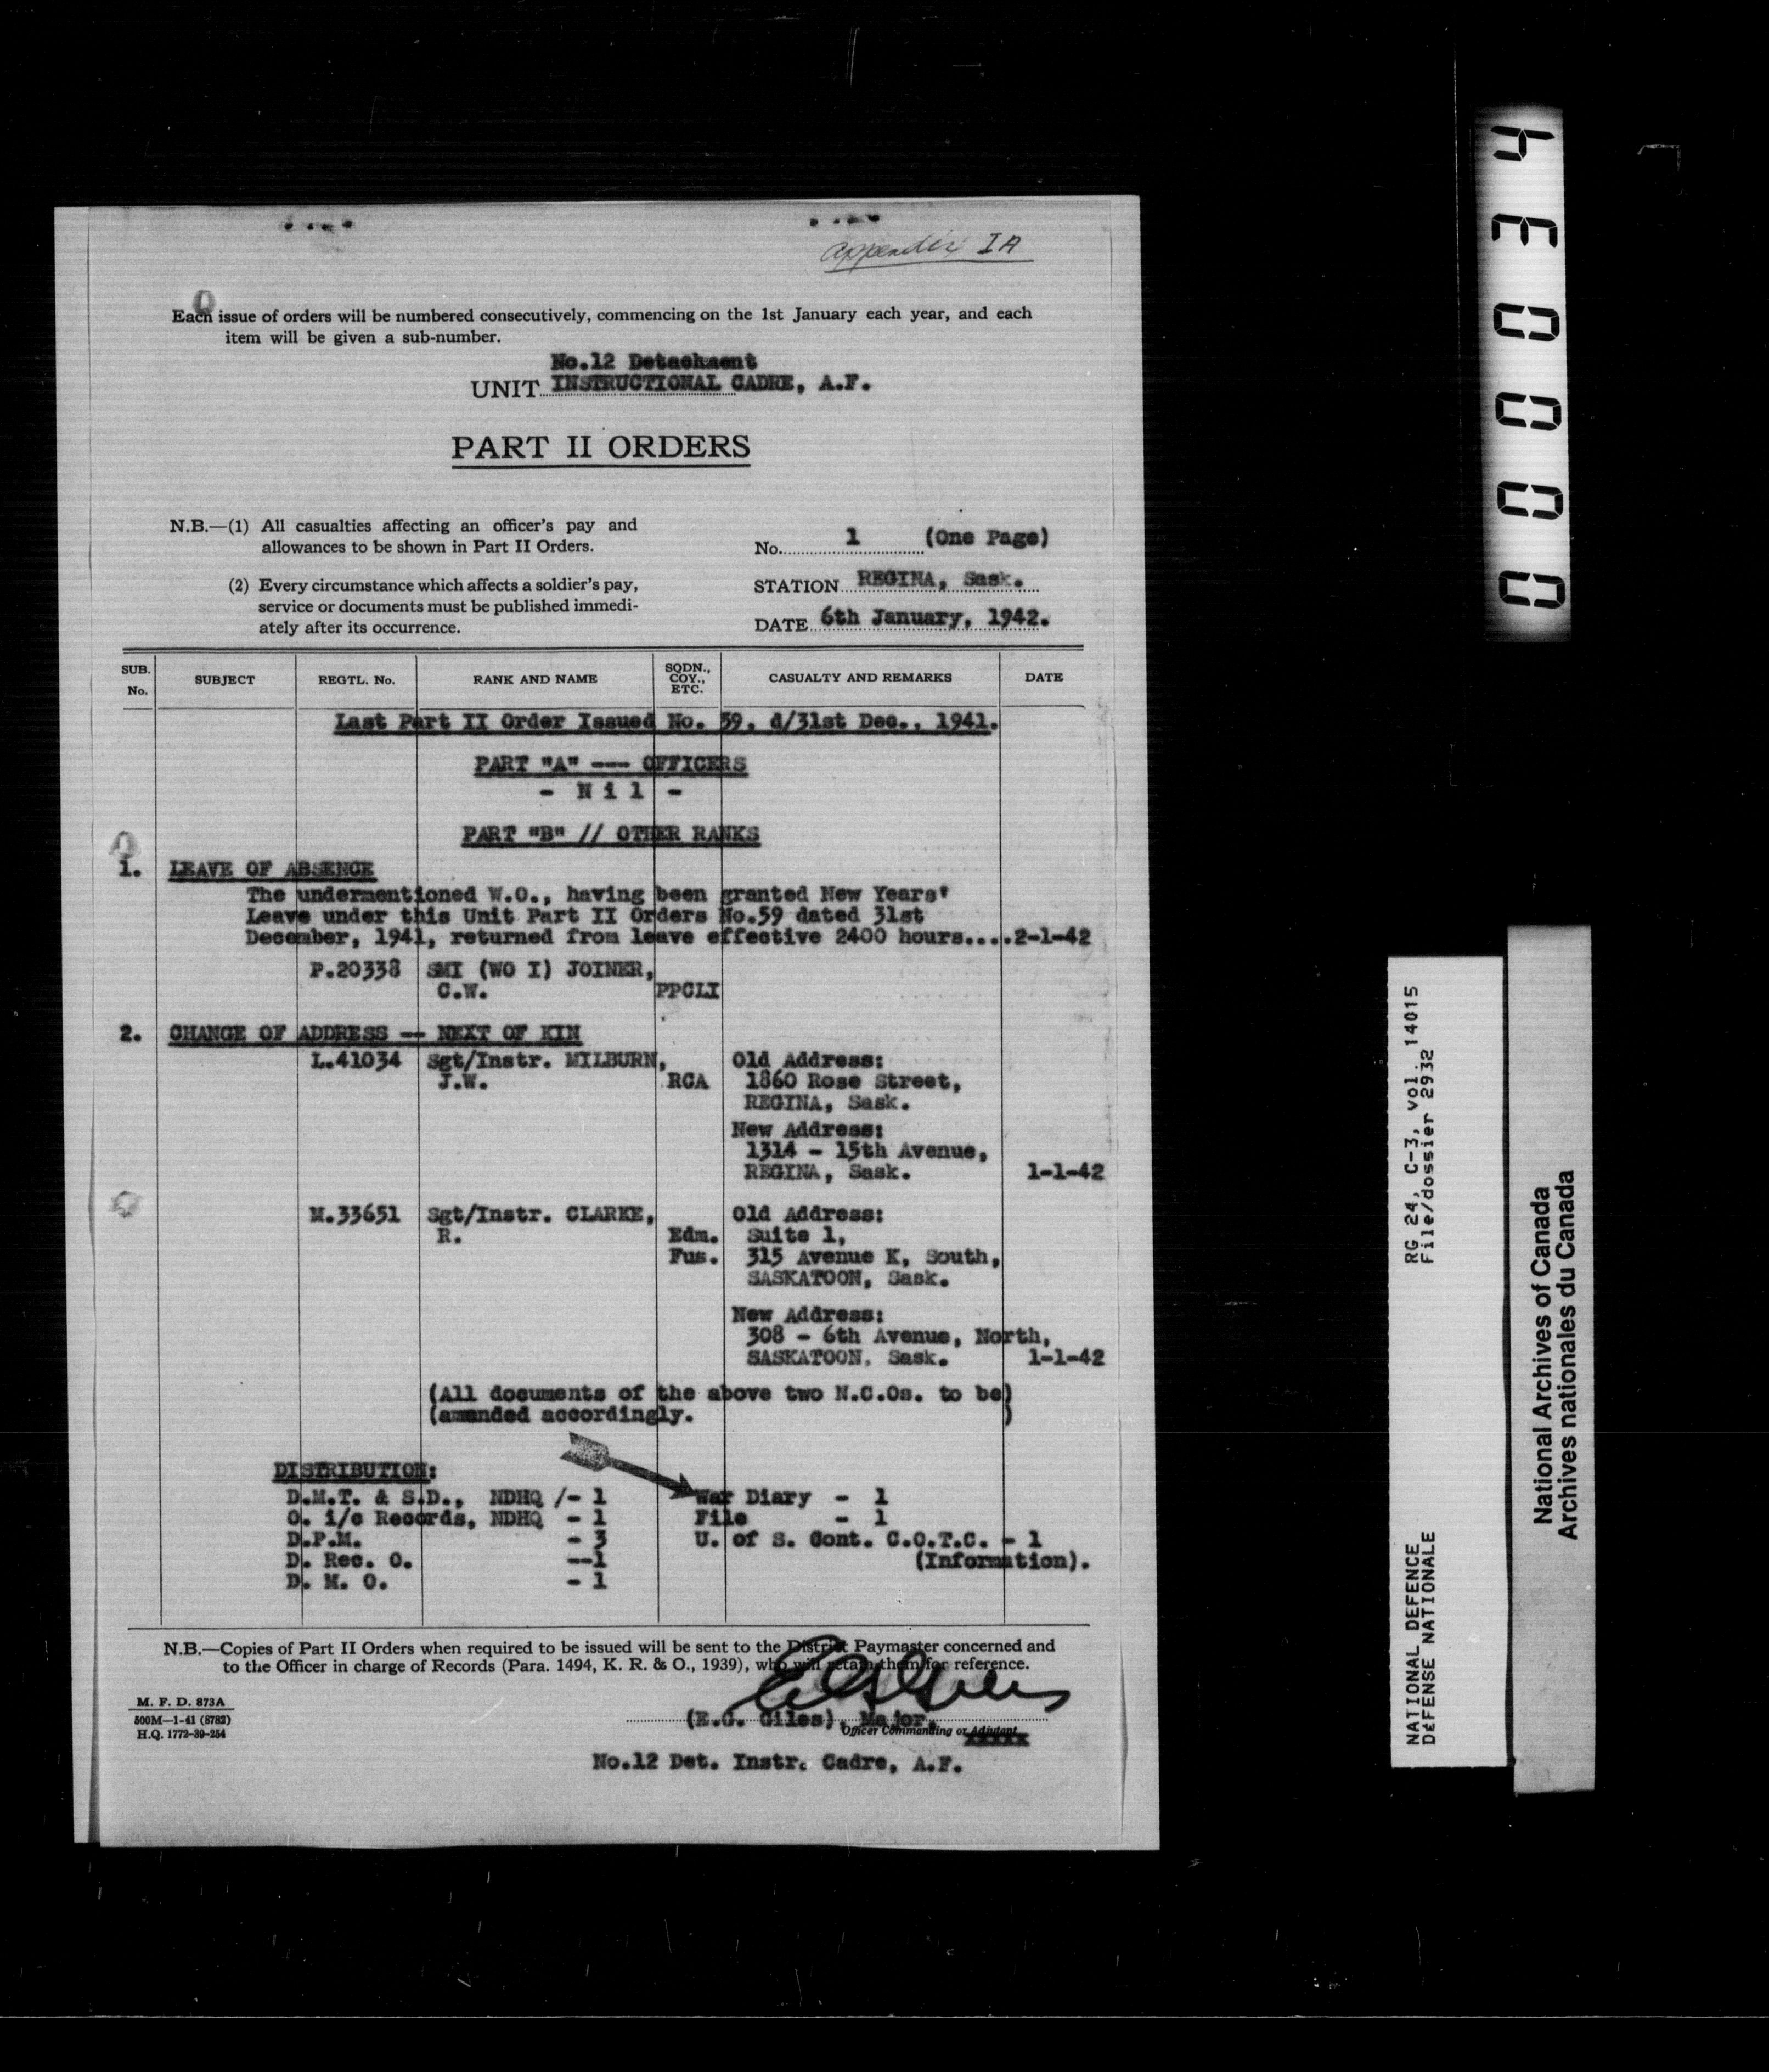 Appendix IA
Each issue of orders will be numbered consecutively, commencing on the 1st January each year, and each
item will be given a sub-number.
No.12 Detachment
UNIT INSTRUCTIONAL CADRE, A.F.
PART II ORDERS
N.B.—(1) All casualties affecting an officer's pay and
allowances to be shown in Part II Orders.
(2) Every circumstance which affects a soldier's pay,
service or documents must be published immedi-
ately after its occurrence.
No. 1 (One Page)
STATION REGINA, Sask.
DATE 6th January, 1942.
SUB. No. SUBJECT REGTL. No. RANK AND NAME SQDN., COY., ETC. CASUALTY AND REMARKS DATE
Last Part II Order Issued No. 59, d/31st Dec., 1941.
PART "A" --- OFFICERS
- N i l -
PART "B" // OTHER RANKS
1. LEAVE OF ABSENCE
The undermentioned W.O., having been granted New Years'
Leave under this Unit Part II Orders No.59 dated 31st
December, 1941, returned from leave effective 2400 hours....2-1-42
P.20338 SMI (WO I) JOINER,
C.W. PPCLI
2. CHANGE OF ADDRESS -- NEXT OF KIN
L.41034 Sgt/Instr. MILBURN, Old Address:
J.W. RCA 1860 Rose Street,
REGINA, Sask.
New Address:
1314 - 15th Avenue,
REGINA, Sask. 1-1-42
M.33651 Sgt/Instr. CLARKE, Old Address:
R. Edm. Suite 1,
Fus. 315 Avenue K, South,
SASKATOON, Sask.
New Address:
308 - 6th Avenue, North,
SASKATOON, Sask. 1-1-42
(All documents of the above two N.C.Os. to be)
(amended accordingly. )
DISTRIBUTION:
D.M.T. & S.D., NDHQ /- 1 War Diary - 1
O. i/c Records, NDHQ - 1 File - 1
D.P.M. - 3 U. of S. Cont. C.O.T.C. - 1
D. Rec. O. --1 (Information).
D. M. O. - 1
N.B.—Copies of Part II Orders when required to be issued will be sent to the District Paymaster concerned and
to the Officer in charge of Records (Para. 1494, K. R. & O., 1939), who will retain them for reference.
M. F. D. 873A
500M—1-41 (8782)
H.Q. 1772-39-254
(E.G. Giles), Major,
Officer Commanding or Adjutant
No.12 Det. Instr. Cadre, A.F.
000034
RG 24, C-3, vol. 14015
File/dossier 2932
NATIONAL DEFENCE
DÉFENSE NATIONALE
National Archives of Canada
Archives nationales du Canada